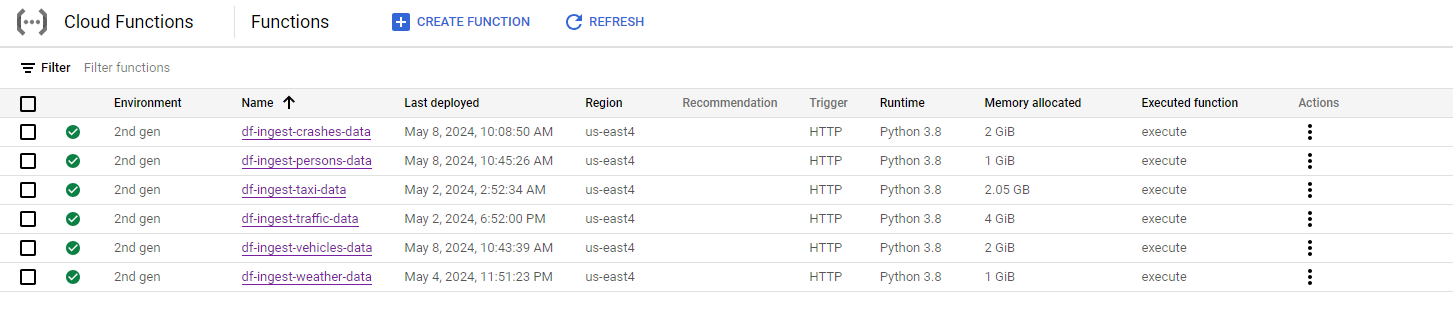 Cloud Functions Functions CREATE FUNCTION REFRESH
Filter Filter functions
Environment Name Last deployed Region Recommendation Trigger Runtime Memory allocated Executed function Actions
2nd gen df-ingest-crashes-data May 8, 2024, 10:08:50 AM us-east4 HTTP Python 3.8 2 GiB execute
2nd gen df-ingest-persons-data May 8, 2024, 10:45:26 AM us-east4 HTTP Python 3.8 1 GiB execute
2nd gen df-ingest-taxi-data May 2, 2024, 2:52:34 AM us-east4 HTTP Python 3.8 2.05 GB execute
2nd gen df-ingest-traffic-data May 2, 2024, 6:52:00 PM us-east4 HTTP Python 3.8 4 GiB execute
2nd gen df-ingest-vehicles-data May 8, 2024, 10:43:39 AM us-east4 HTTP Python 3.8 2 GiB execute
2nd gen df-ingest-weather-data May 4, 2024, 11:51:23 PM us-east4 HTTP Python 3.8 1 GiB execute